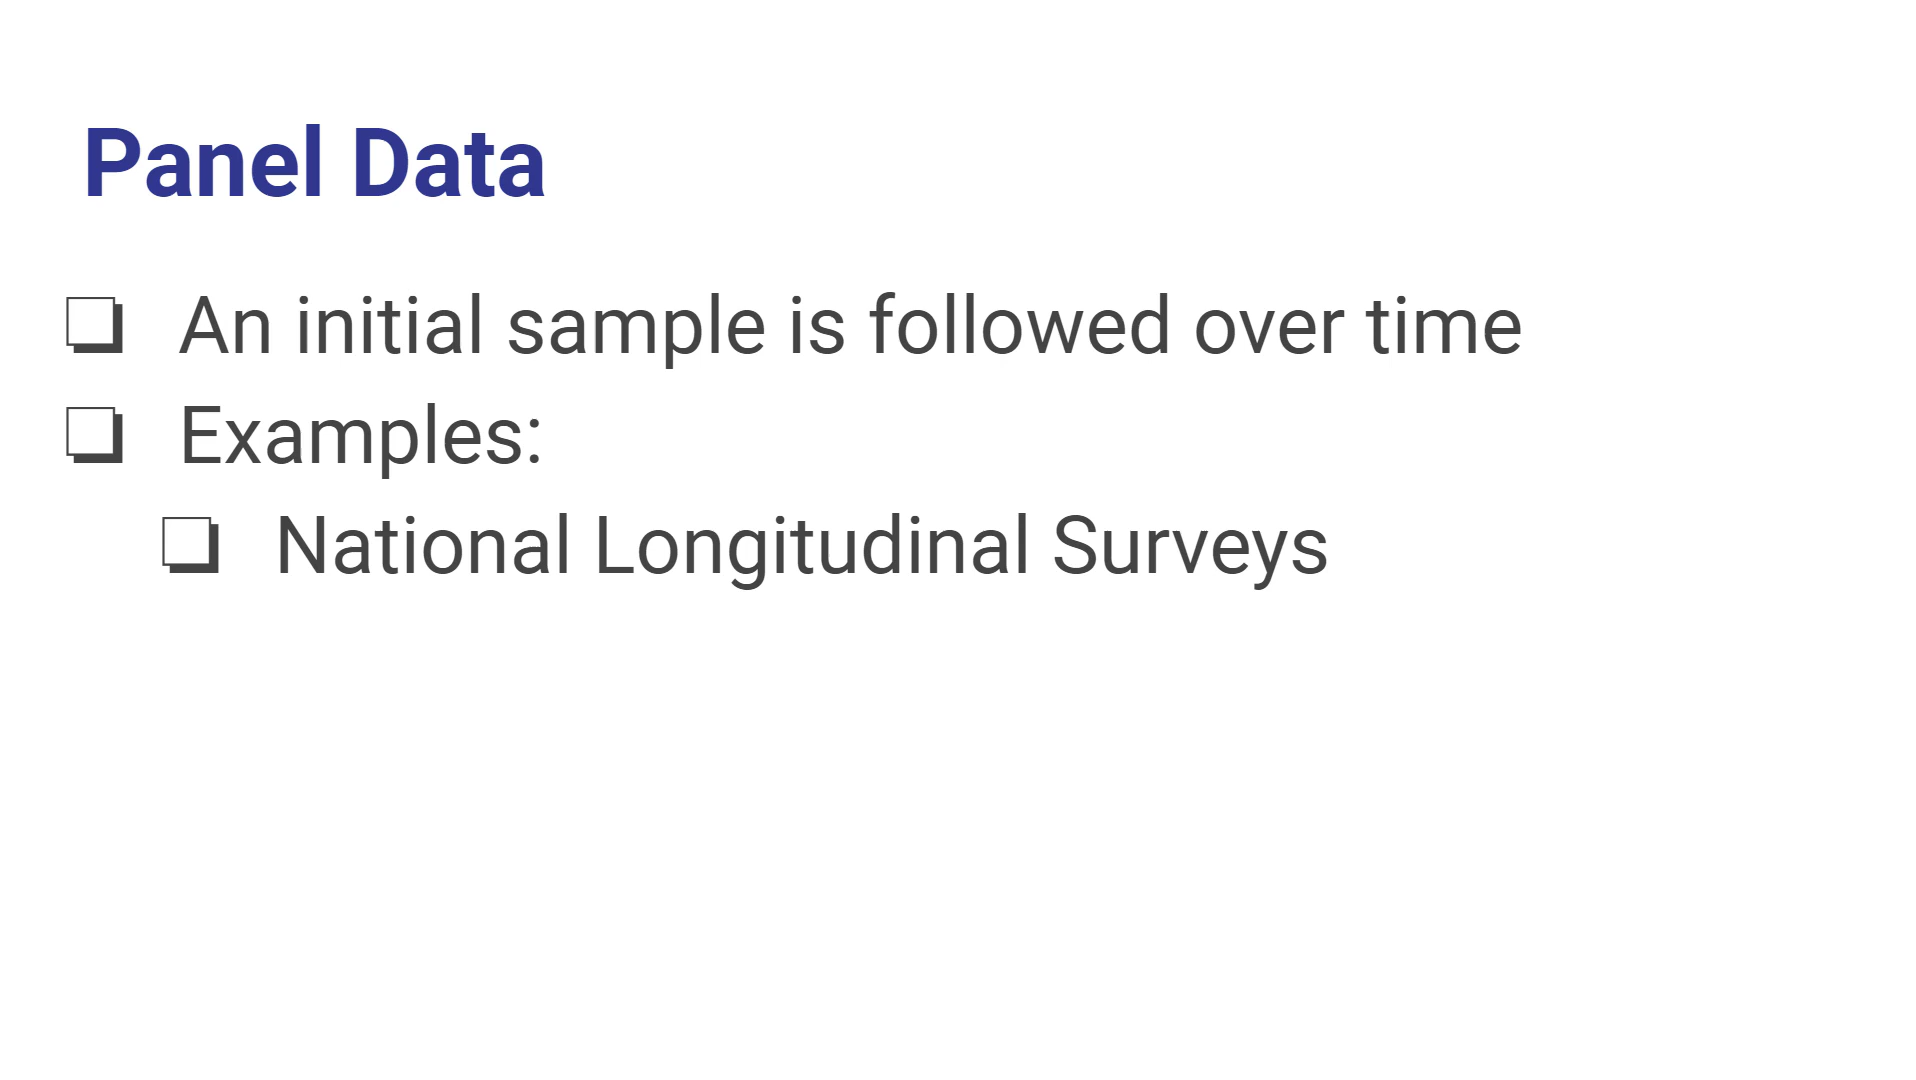 Panel Data
❏ An initial sample is followed over time
❏ Examples:
❏ National Longitudinal Surveys